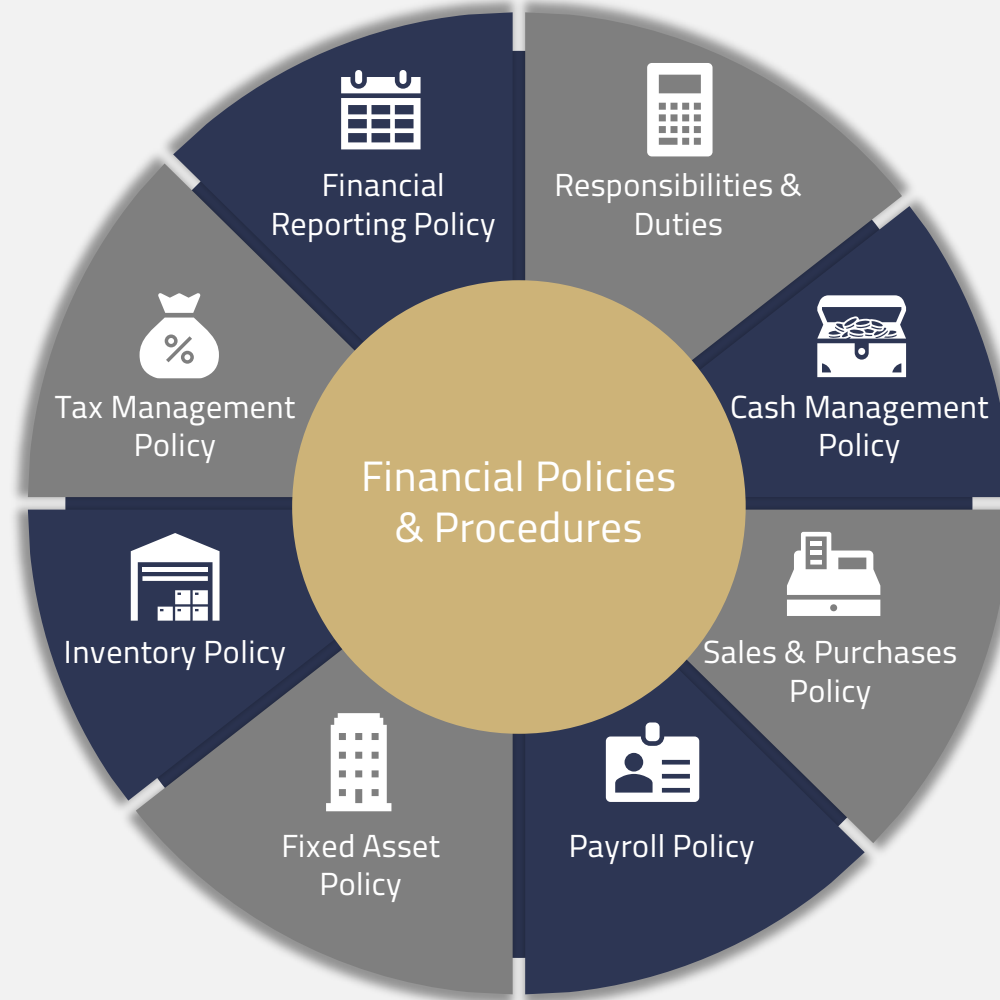 Financial
Reporting Policy
Responsibilities &
Duties
Cash Management
Policy
Sales & Purchases
Policy
Payroll Policy
Fixed Asset
Policy
Inventory Policy
Tax Management
Policy
%
Financial Policies
& Procedures